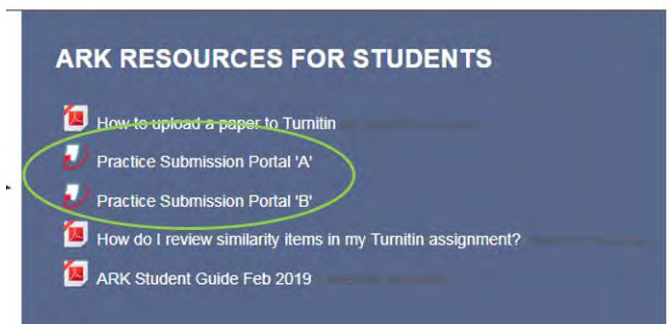 ARK RESOURCES FOR STUDENTS
How to upload a paper to Turnitin
Practice Submission Portal 'A'
Practice Submission Portal 'B'
How do I review similarity items in my Turnitin assignment?
ARK Student Guide Feb 2019